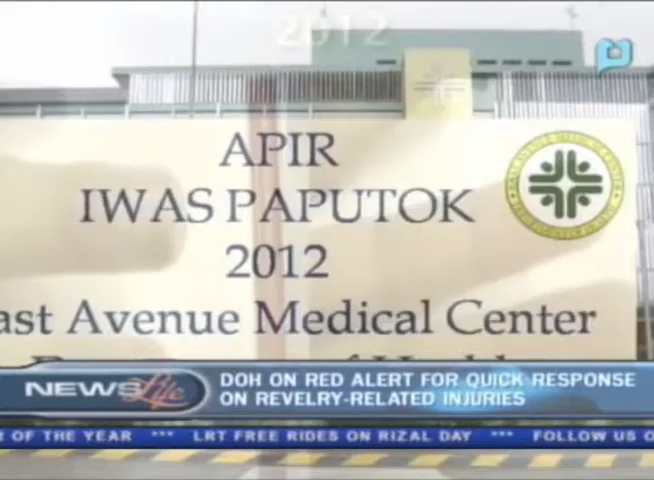 2012
APIR
IWAS PAPUTOK
2012
ast Avenue Medical Center
NEWS Life
DOH ON RED ALERT FOR QUICK RESPONSE
ON REVELRY-RELATED INJURIES
R OF THE YEAR *** LRT FREE RIDES ON RIZAL DAY *** FOLLOW US O